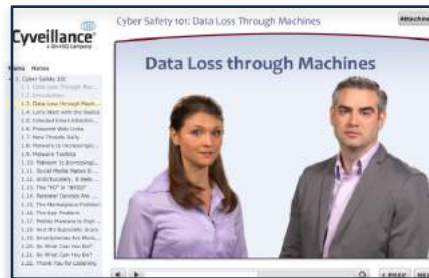 Cyveillance®
a QinetiQ Company
Cyber Safety 101: Data Loss Through Machines
Attachm
Menu Notes
1. Cyber Safety 101
1.1. Data Loss Through Mac...
1.2. Introduction
1.3. Data Loss through Mach...
1.4. Let's Start with the Basics
1.5. Infected Email Attachm...
1.6. Poisoned Web Links
1.7. New Threats Daily
1.8. Malware Is Increasingl...
1.9. Malware Toolkits
1.10. Malware Is Increasingl...
1.11. Social Media Makes It ...
1.12. Unfortunately, It Gets ...
1.13. The "MO" in "BYOD"
1.14. Personal Devices Are ...
1.15. The Marketplace Problem
1.16. The App Problem
1.17. Mobile Malware Is Expl...
1.18. And It's Especially Scary
1.19. Smartphones Are More...
1.20. So What Can You Do?
1.21. So What Can You Do?
1.22. Thank You for Listening
Data Loss through Machines
< PREV
NE